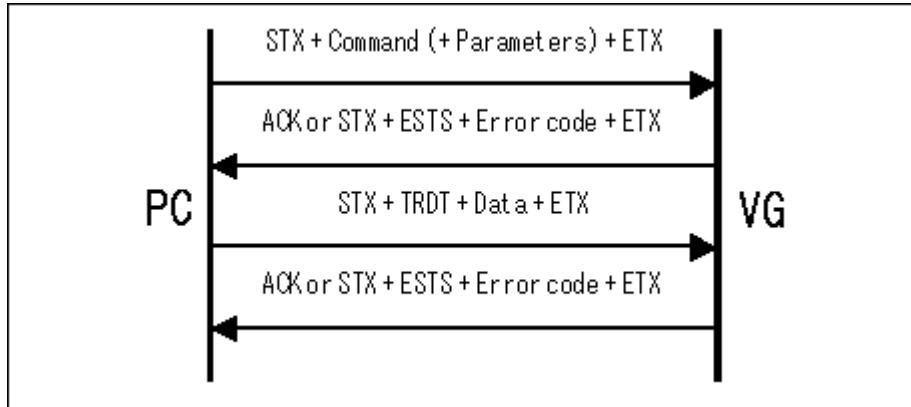 STX + Command (+ Parameters) + ETX
ACK or STX + ESTS + Error code + ETX
PC
STX + TRDT + Data + ETX
VG
ACK or STX + ESTS + Error code + ETX